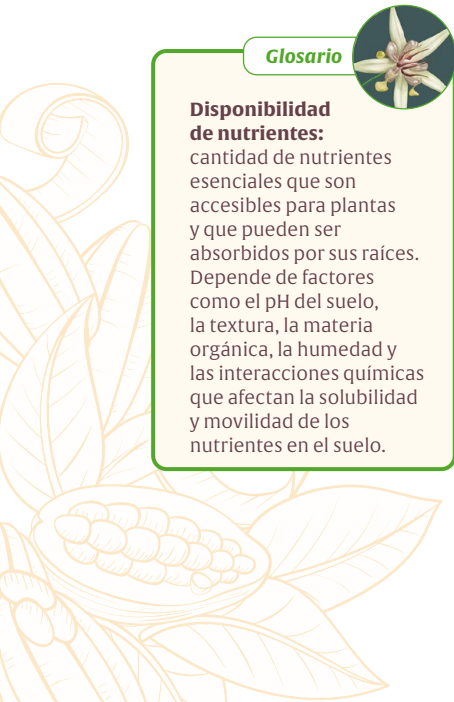 Glosario
Disponibilidad
de nutrientes:
cantidad de nutrientes
esenciales que son
accesibles para plantas
y que pueden ser
absorbidos por sus raíces.
Depende de factores
como el pH del suelo,
la textura, la materia
orgánica, la humedad y
las interacciones químicas
que afectan la solubilidad
y movilidad de los
nutrientes en el suelo.